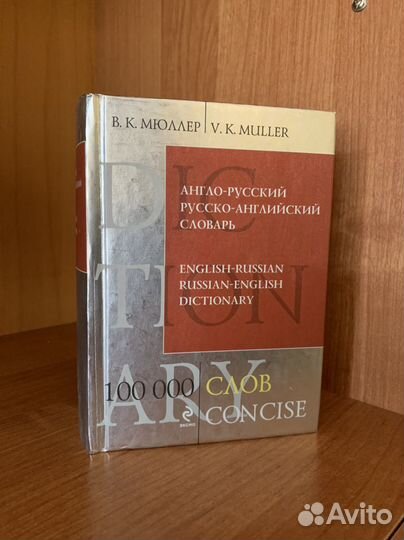 В. К. МЮЛЛЕР | V. K. MULLER
DIC
TION
ARY
АНГЛО-РУССКИЙ
РУССКО-АНГЛИЙСКИЙ
СЛОВАРЬ
ENGLISH-RUSSIAN
RUSSIAN-ENGLISH
DICTIONARY
100 000 СЛОВ
CONCISE
ЭКСМО
Avito